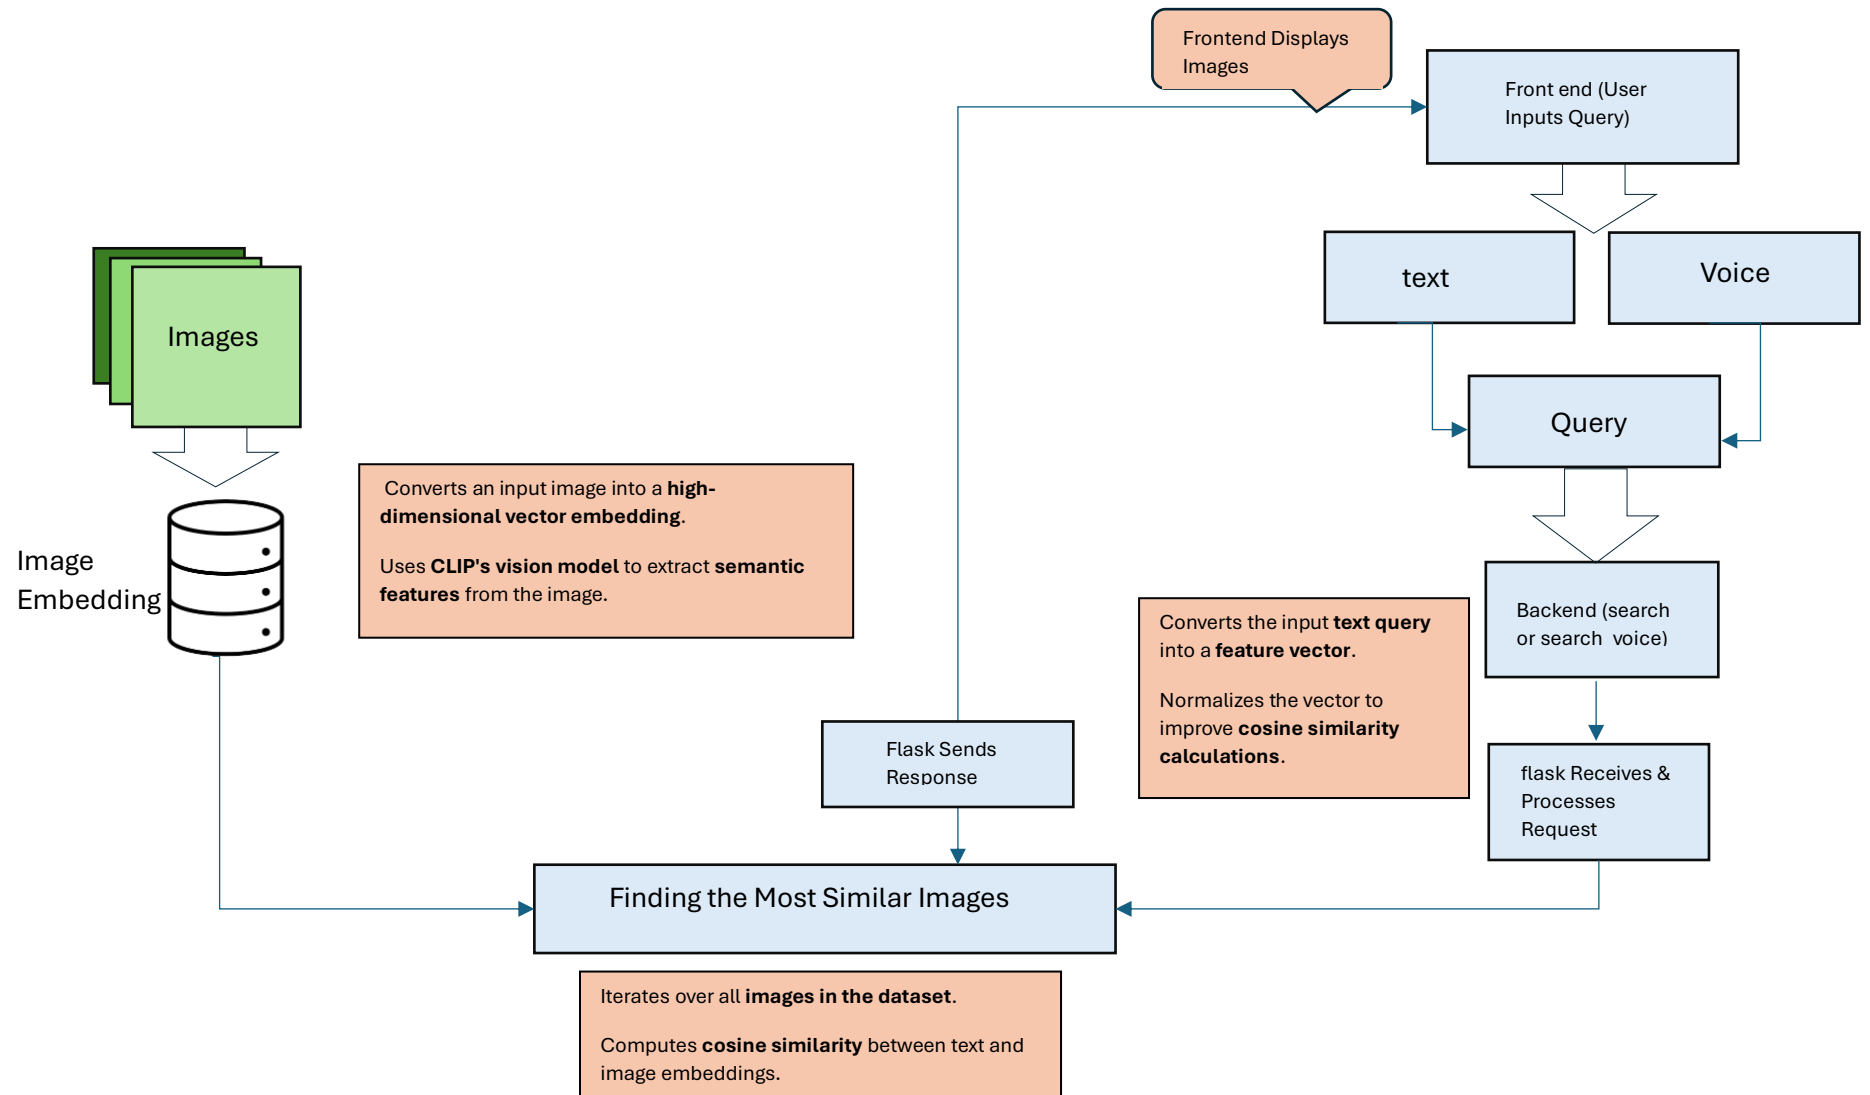 Frontend Displays
Images
Front end (User
Inputs Query)
text
Voice
Images
Query
Converts an input image into a high-
dimensional vector embedding.
Uses CLIP's vision model to extract semantic
features from the image.
Image
Embedding
Backend (search
or search  voice)
Converts the input text query
into a feature vector.
Normalizes the vector to
improve cosine similarity
calculations.
Flask Sends
Response
flask Receives &
Processes
Request
Finding the Most Similar Images
Iterates over all images in the dataset.
Computes cosine similarity between text and
image embeddings.